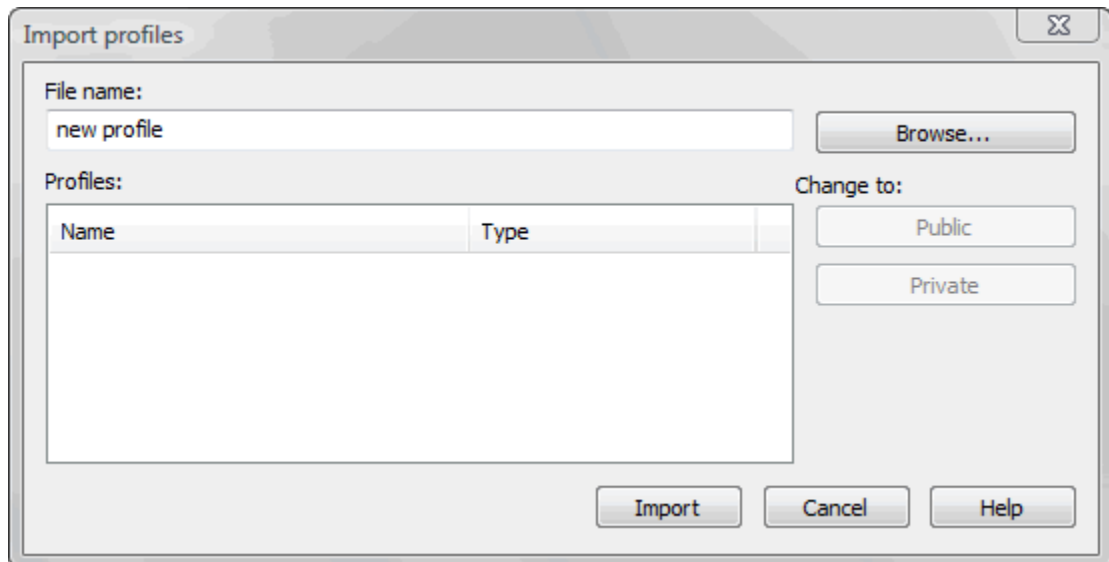 Import profiles
File name:
new profile
Browse...
Profiles:
Change to:
Name Type
Public
Private
Import Cancel Help